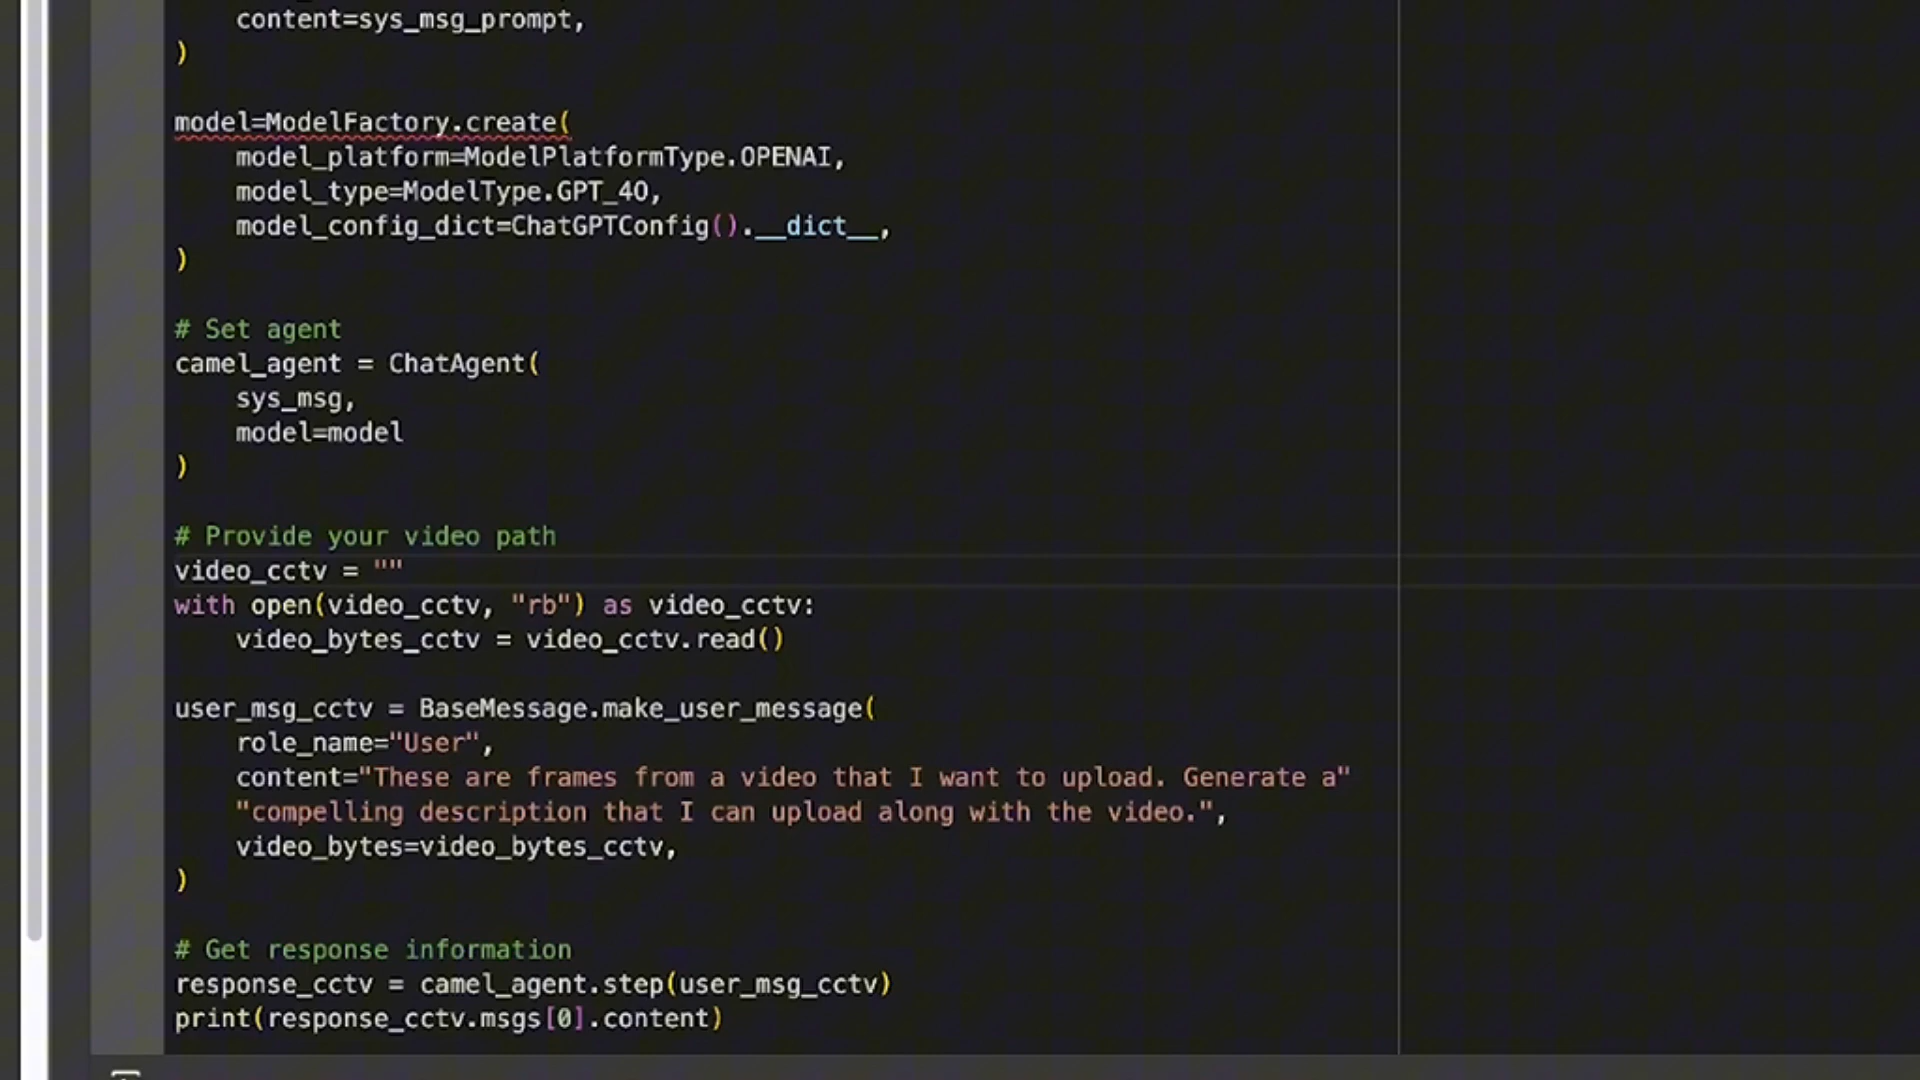 content=sys_msg_prompt,
)

model=ModelFactory.create(
    model_platform=ModelPlatformType.OPENAI,
    model_type=ModelType.GPT_4O,
    model_config_dict=ChatGPTConfig().__dict__,
)

# Set agent
camel_agent = ChatAgent(
    sys_msg,
    model=model
)

# Provide your video path
video_cctv = ""
with open(video_cctv, "rb") as video_cctv:
    video_bytes_cctv = video_cctv.read()

user_msg_cctv = BaseMessage.make_user_message(
    role_name="User",
    content="These are frames from a video that I want to upload. Generate a"
    "compelling description that I can upload along with the video.",
    video_bytes=video_bytes_cctv,
)

# Get response information
response_cctv = camel_agent.step(user_msg_cctv)
print(response_cctv.msgs[0].content)